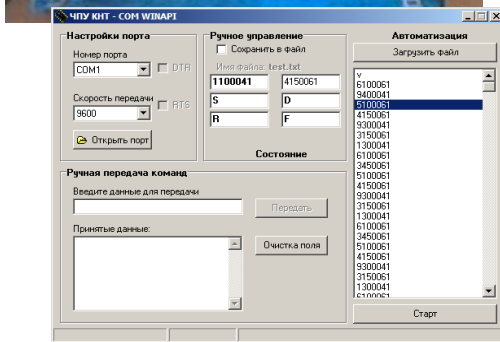 ЧПУ КНТ - COM WINAPI
Настройки порта
Номер порта
COM1
DTR
Скорость передачи
9600
RTS
Открыть порт
Ручное управление
Сохранить в файл
Имя файла: test.txt
1100041
4150061
S
D
R
F
Состояние
Ручная передача команд
Введите данные для передачи
Передать
Принятые данные:
Очистка поля
Автоматизация
Загрузить файл
v
6100061
9400041
5100061
4150061
9300041
3150061
1300041
6100061
3450061
5100061
4150061
9300041
3150061
1300041
6100061
3450061
5100061
4150061
9300041
3150061
1300041
6100061
Старт